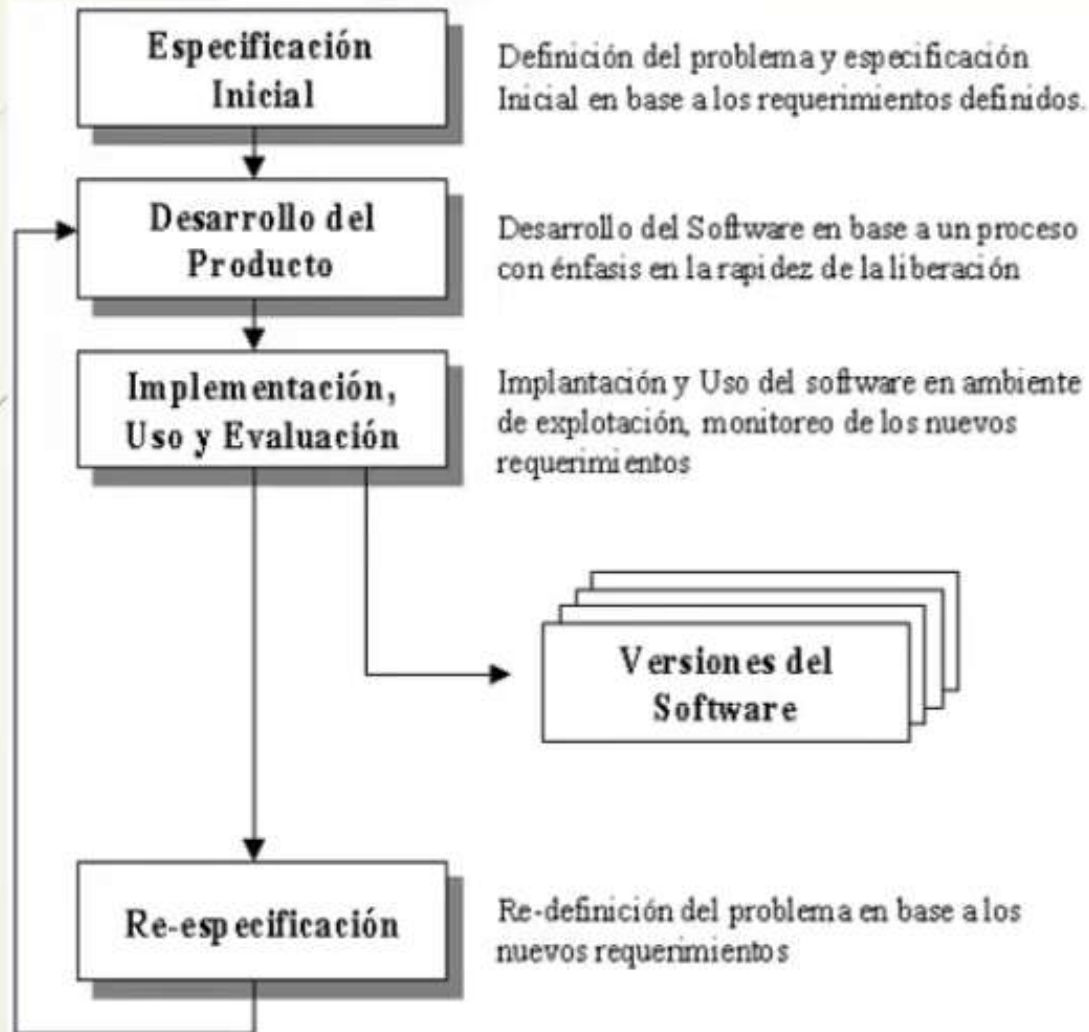 Especificación
Inicial
Definición del problema y especificación
Inicial en base a los requerimientos definidos.
Desarrollo del
Producto
Desarrollo del Software en base a un proceso
con énfasis en la rapidez de la liberación
Implementación,
Uso y Evaluación
Implantación y Uso del software en ambiente
de explotación, monitoreo de los nuevos
requerimientos
Versiones del
Software
Re-especificación
Re-definición del problema en base a los
nuevos requerimientos